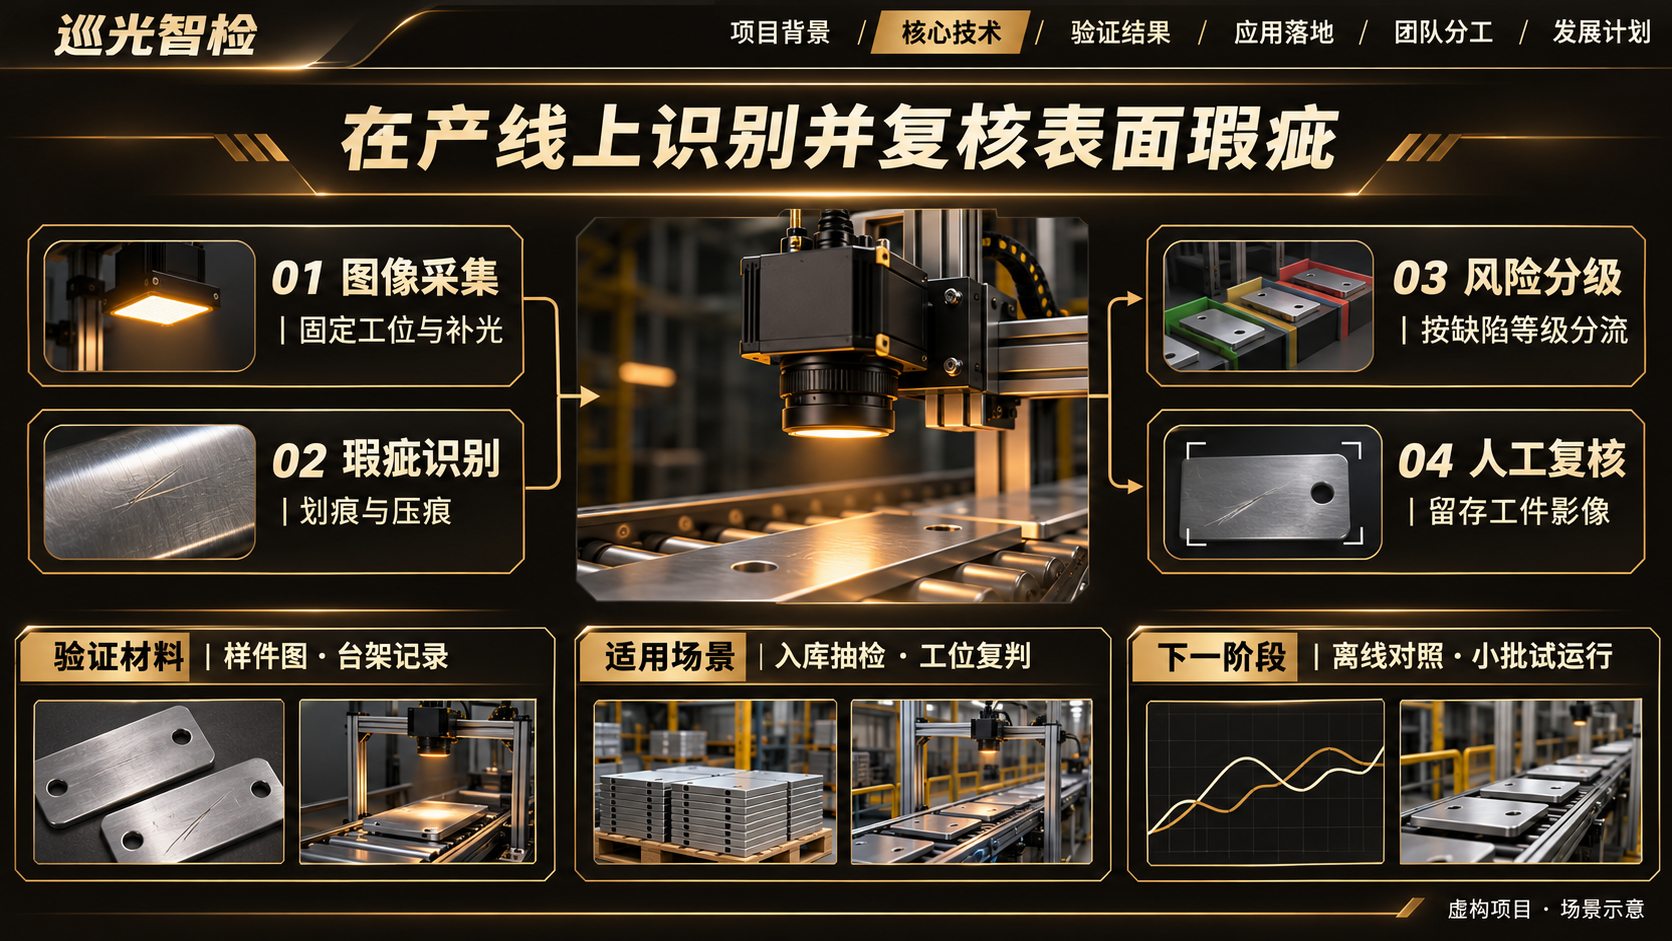 巡光智检
项目背景 / 核心技术 / 验证结果 / 应用落地 / 团队分工 / 发展计划
在产线上识别并复核表面瑕疵
01 图像采集
| 固定工位与补光
02 瑕疵识别
| 划痕与压痕
03 风险分级
| 按缺陷等级分流
04 人工复核
| 留存工件影像
验证材料 | 样件图·台架记录
适用场景 | 入库抽检·工位复判
下一阶段 | 离线对照·小批试运行
虚构项目·场景示意